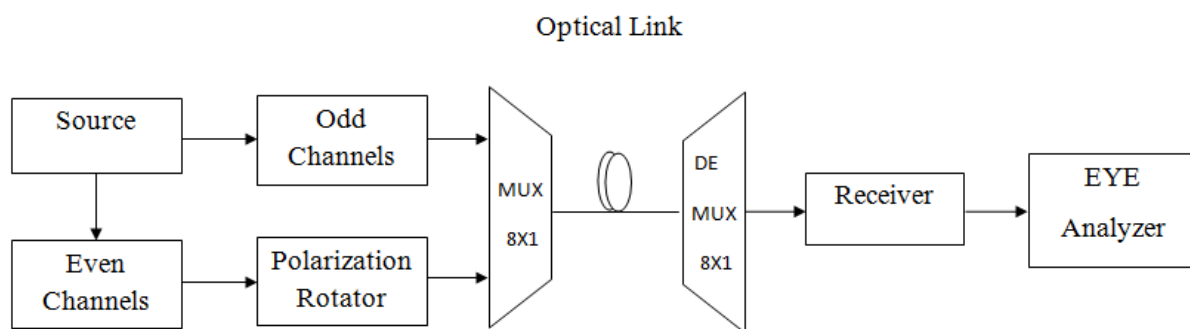 Optical Link
Source
Odd
Channels
MUX
8X1
DE
MUX
8X1
Receiver
EYE
Analyzer
Even
Channels
Polarization
Rotator